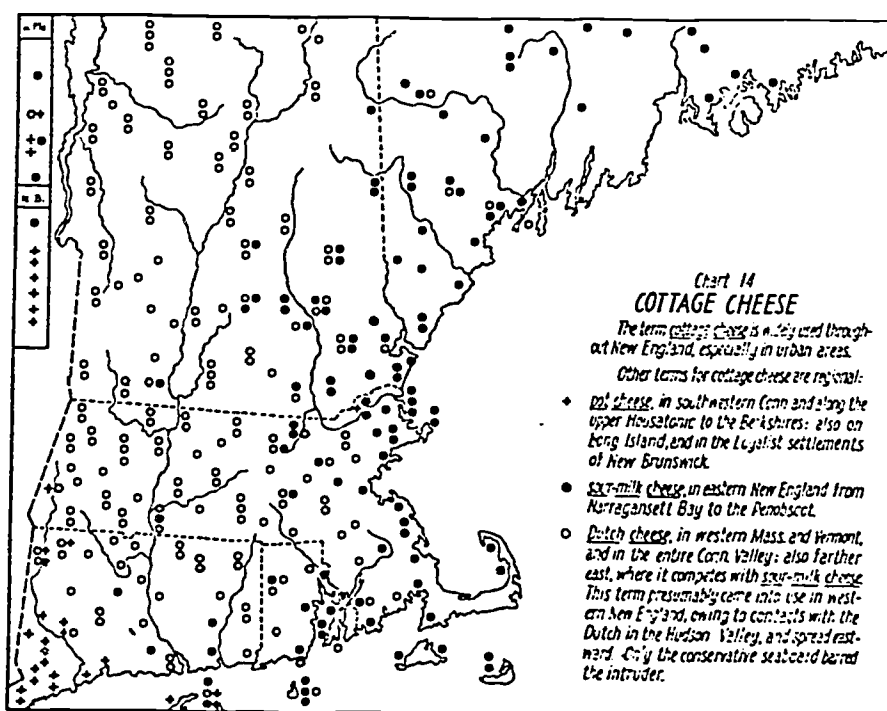 n. Me.
N. B.
Chart 14
COTTAGE CHEESE
The term cottage cheese is widely used through-
out New England, especially in urban areas.
Other terms for cottage cheese are regional:
pot cheese, in southwestern Conn. and along the
upper Housatonic to the Berkshires: also on
Long Island, and in the Loyalist settlements
of New Brunswick.
sour-milk cheese, in eastern New England from
Narragansett Bay to the Penobscot.
Dutch cheese, in western Mass. and Vermont,
and in the entire Conn. Valley; also farther
east, where it competes with sour-milk cheese.
This term presumably came into use in west-
ern New England, owing to contacts with the
Dutch in the Hudson Valley, and spread east-
ward. Only the conservative seaboard barred
the intruder.